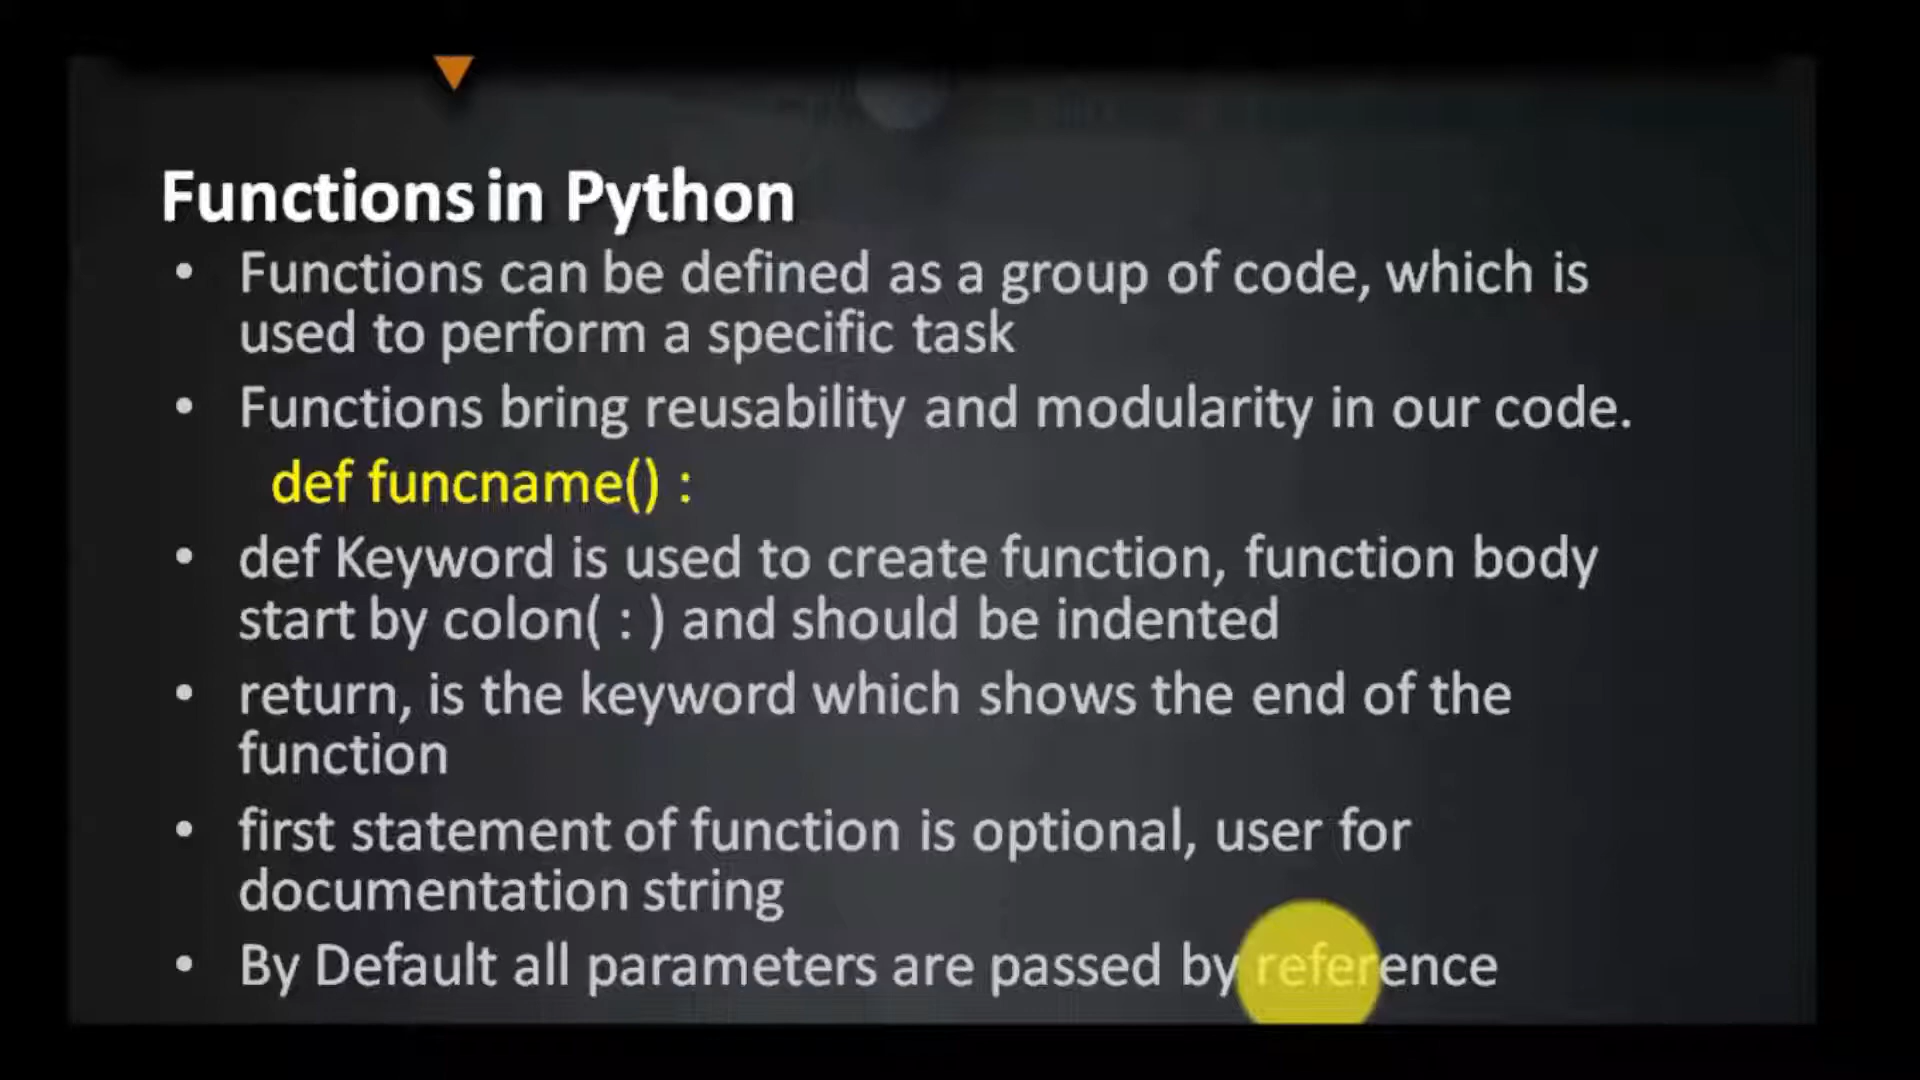 Functions in Python
• Functions can be defined as a group of code, which is
used to perform a specific task
• Functions bring reusability and modularity in our code.
def funcname() :
• def Keyword is used to create function, function body
start by colon( : ) and should be indented
• return, is the keyword which shows the end of the
function
• first statement of function is optional, user for
documentation string
• By Default all parameters are passed by reference